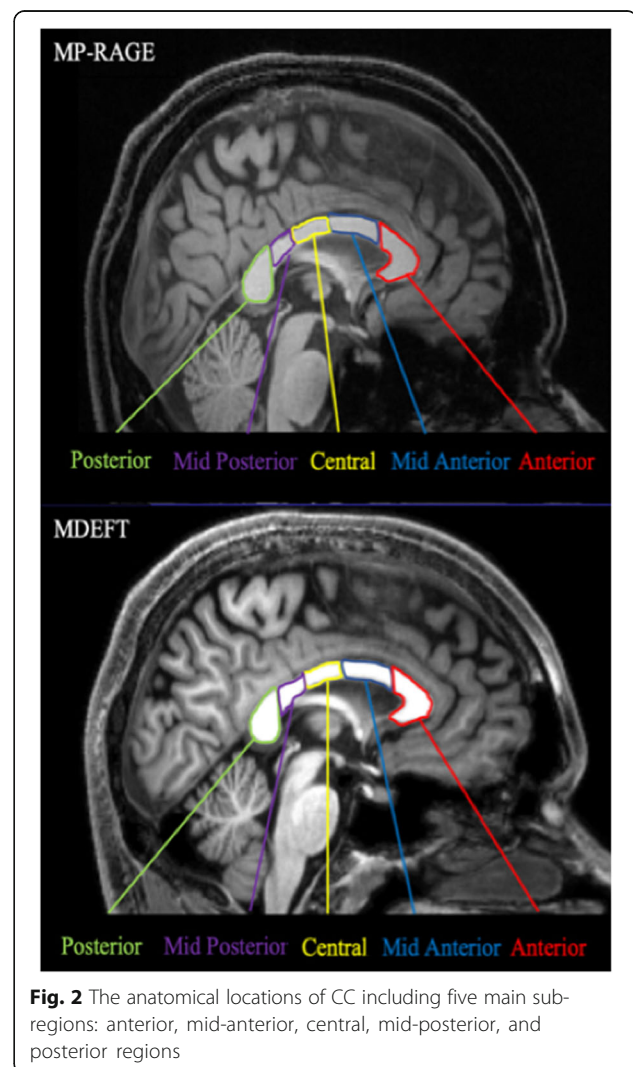 MP-RAGE
Posterior Mid Posterior Central Mid Anterior Anterior
MDEFT
Posterior Mid Posterior Central Mid Anterior Anterior
Fig. 2 The anatomical locations of CC including five main sub-
regions: anterior, mid-anterior, central, mid-posterior, and
posterior regions